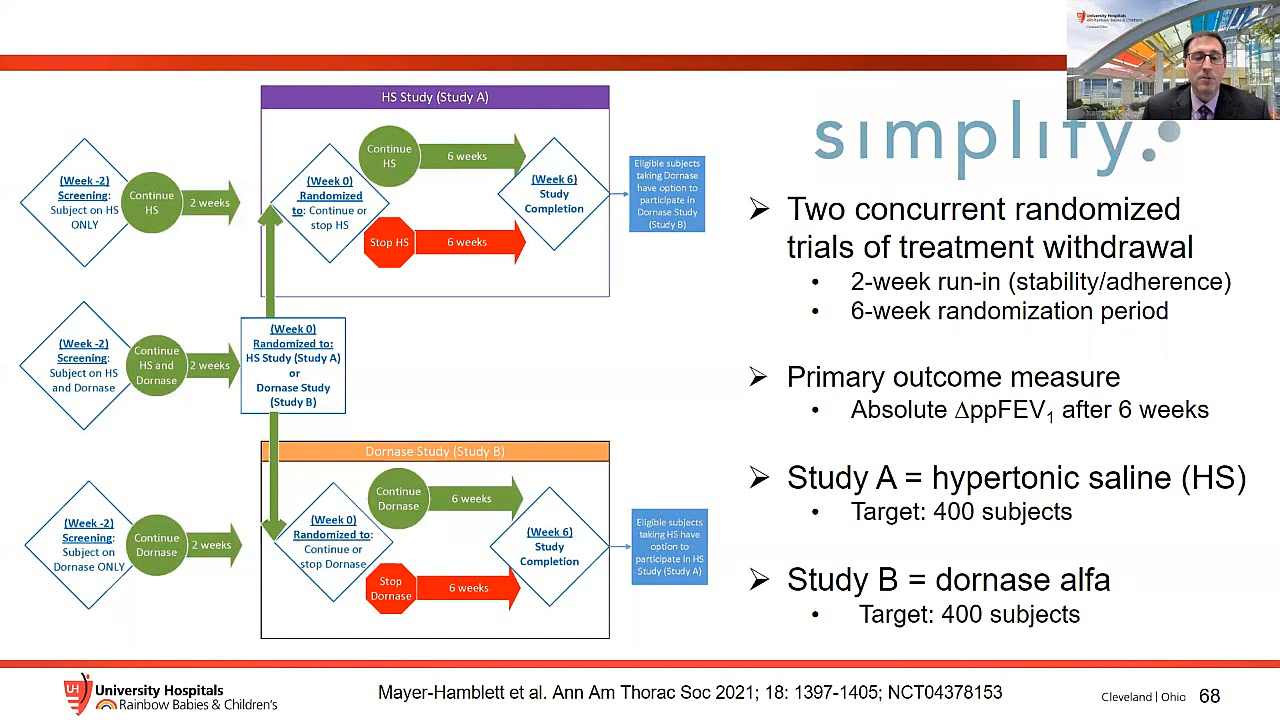 University Hospitals
Rainbow Babies & Children's
HS Study (Study A)
(Week -2)
Screening:
Subject on HS
ONLY
Continue
HS
2 weeks
(Week 0)
Randomized
to: Continue or
stop HS
Continue
HS
6 weeks
Stop HS
6 weeks
(Week 6)
Study
Completion
Eligible subjects
taking Dornase
have option to
participate in
Dornase Study
(Study B)
(Week -2)
Screening:
Subject on HS
and Dornase
Continue
HS and
Dornase
2 weeks
(Week 0)
Randomized to:
HS Study (Study A)
or
Dornase Study
(Study B)
Dornase Study (Study B)
(Week -2)
Screening:
Subject on
Dornase ONLY
Continue
Dornase
2 weeks
(Week 0)
Randomized to:
Continue or
stop Dornase
Continue
Dornase
6 weeks
Stop
Dornase
6 weeks
(Week 6)
Study
Completion
Eligible subjects
taking HS have
option to
participate in HS
Study (Study A)
simplify
➢ Two concurrent randomized
trials of treatment withdrawal
• 2-week run-in (stability/adherence)
• 6-week randomization period
➢ Primary outcome measure
• Absolute ΔppFEV₁ after 6 weeks
➢ Study A = hypertonic saline (HS)
• Target: 400 subjects
➢ Study B = dornase alfa
• Target: 400 subjects
UH
University Hospitals
Rainbow Babies & Children's
Mayer-Hamblett et al. Ann Am Thorac Soc 2021; 18: 1397-1405; NCT04378153
Cleveland | Ohio 68